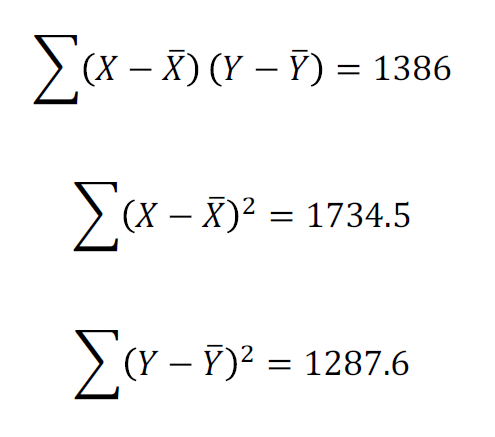 ∑(X − X̄) (Y − Ȳ) = 1386
∑(X − X̄)² = 1734.5
∑(Y − Ȳ)² = 1287.6